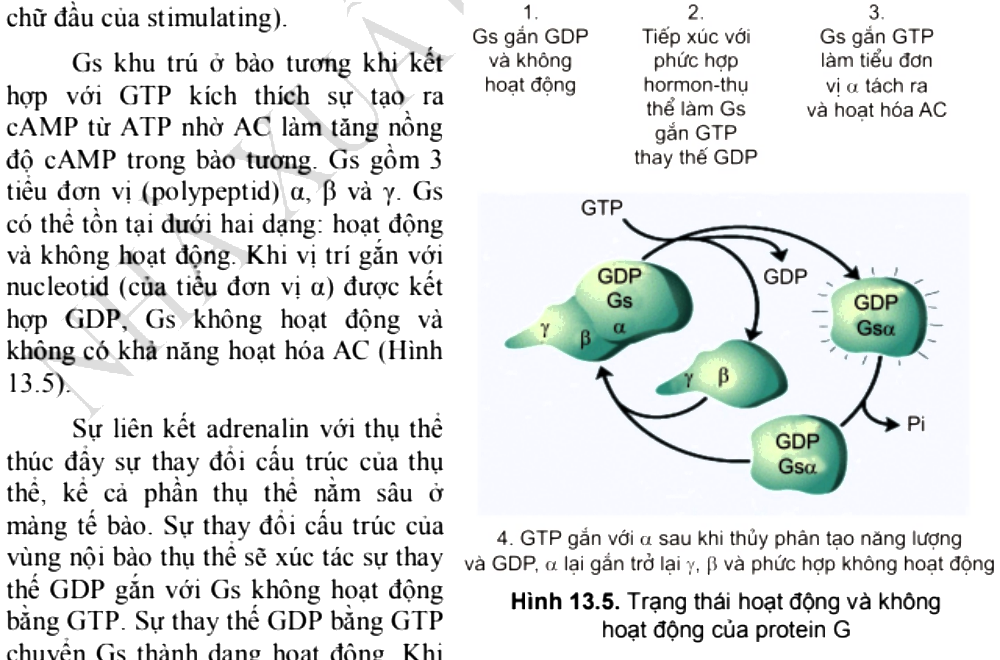 chữ đầu của stimulating).
Gs khu trú ở bào tương khi kết
hợp với GTP kích thích sự tạo ra
cAMP từ ATP nhờ AC làm tăng nồng
độ cAMP trong bào tương. Gs gồm 3
tiểu đơn vị (polypeptid) α, β và γ. Gs
có thể tồn tại dưới hai dạng: hoạt động
và không hoạt động. Khi vị trí gắn với
nucleotid (của tiểu đơn vị α) được kết
hợp GDP, Gs không hoạt động và
không có khả năng hoạt hóa AC (Hình
13.5).
Sự liên kết adrenalin với thụ thể
thúc đẩy sự thay đổi cấu trúc của thụ
thể, kể cả phần thụ thể nằm sâu ở
màng tế bào. Sự thay đổi cấu trúc của
vùng nội bào thụ thể sẽ xúc tác sự thay
thế GDP gắn với Gs không hoạt động
bằng GTP. Sự thay thế GDP bằng GTP
chuyển Gs thành dạng hoạt động. Khi
1.
Gs gắn GDP
và không
hoạt động
2.
Tiếp xúc với
phức hợp
hormon-thụ
thể làm Gs
gắn GTP
thay thế GDP
3.
Gs gắn GTP
làm tiểu đơn
vị α tách ra
và hoạt hóa AC
GTP
GDP
GDP
Gs
γ
β
α
GDP
Gsα
γ
β
Pi
GDP
Gsα
4. GTP gắn với α sau khi thủy phân tạo năng lượng
và GDP, α lại gắn trở lại γ, β và phức hợp không hoạt động
Hình 13.5. Trạng thái hoạt động và không
hoạt động của protein G
NHÀ XUẤ